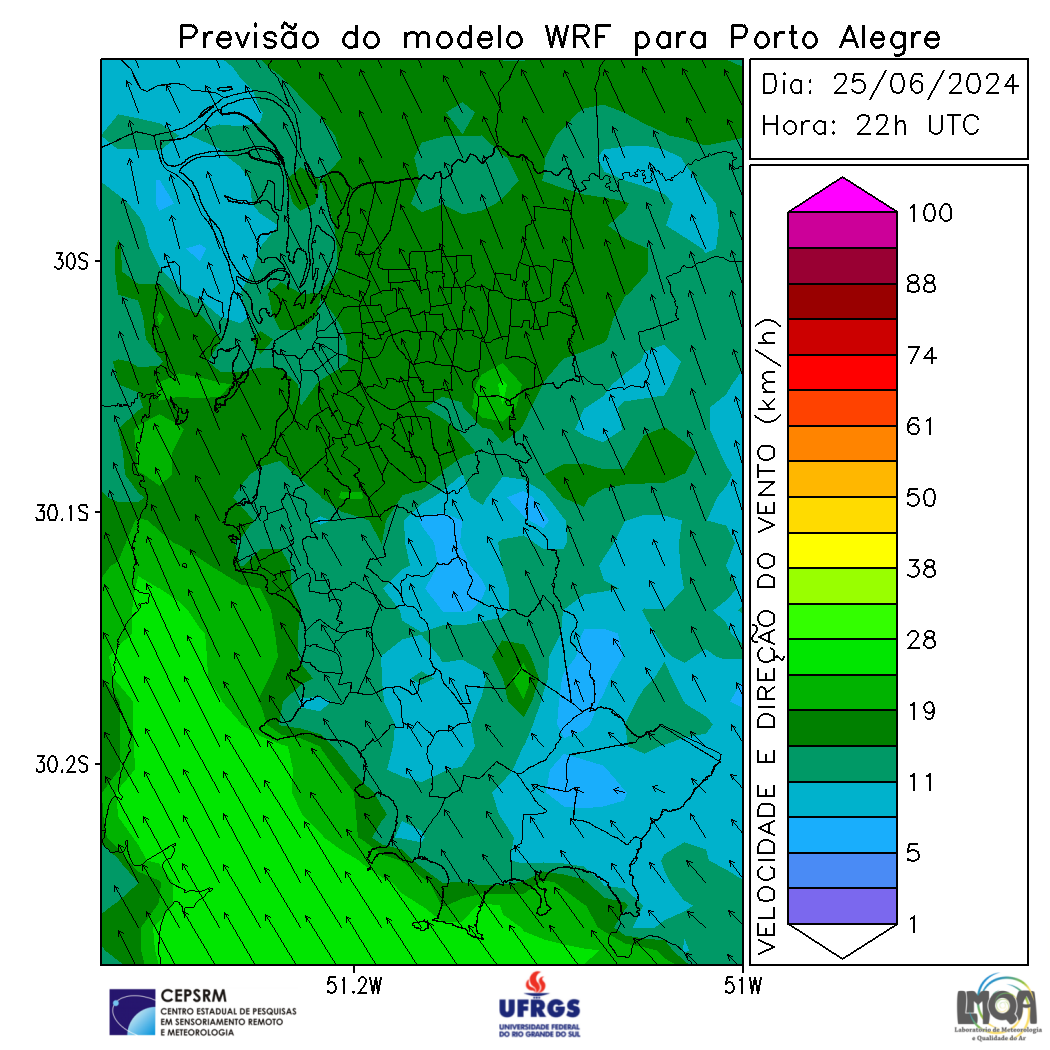 Previsão do modelo WRF para Porto Alegre
Dia: 25/06/2024
Hora: 22h UTC
30S
30.1S
30.2S
51.2W
51W
VELOCIDADE E DIREÇÃO DO VENTO (km/h)
100
88
74
61
50
38
28
19
11
5
1
CEPSRM
CENTRO ESTADUAL DE PESQUISAS
EM SENSORIAMENTO REMOTO
E METEOROLOGIA
UFRGS
UNIVERSIDADE FEDERAL
DO RIO GRANDE DO SUL
LMQA
Laboratório de Meteorologia
e Qualidade do Ar